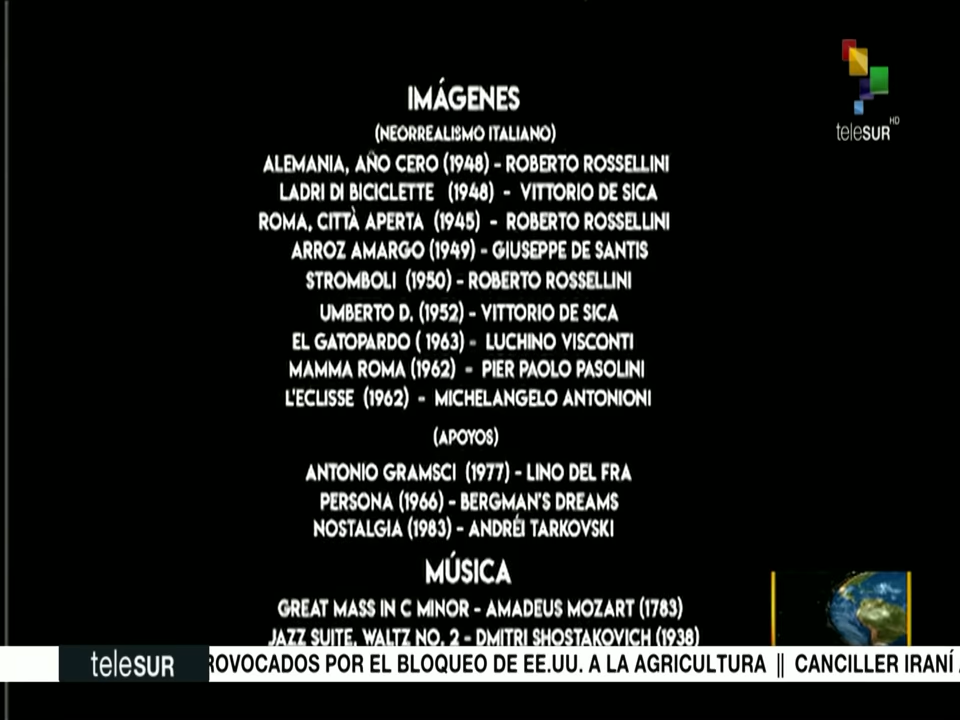 IMÁGENES
(NEORREALISMO ITALIANO)
ALEMANIA, AÑO CERO (1948) - ROBERTO ROSSELLINI
LADRI DI BICICLETTE (1948) - VITTORIO DE SICA
ROMA, CITTÀ APERTA (1945) - ROBERTO ROSSELLINI
ARROZ AMARGO (1949) - GIUSEPPE DE SANTIS
STROMBOLI (1950) - ROBERTO ROSSELLINI
UMBERTO D. (1952) - VITTORIO DE SICA
EL GATOPARDO ( 1963) - LUCHINO VISCONTI
MAMMA ROMA (1962) - PIER PAOLO PASOLINI
L'ECLISSE (1962) - MICHELANGELO ANTONIONI
(APOYOS)
ANTONIO GRAMSCI (1977) - LINO DEL FRA
PERSONA (1966) - BERGMAN'S DREAMS
NOSTALGIA (1983) - ANDRÉI TARKOVSKI
MÚSICA
GREAT MASS IN C MINOR - AMADEUS MOZART (1783)
JAZZ SUITE, WALTZ NO. 2 - DMITRI SHOSTAKOVICH (1938)
teleSUR HD
teleSUR ROVOCADOS POR EL BLOQUEO DE EE.UU. A LA AGRICULTURA || CANCILLER IRANÍ